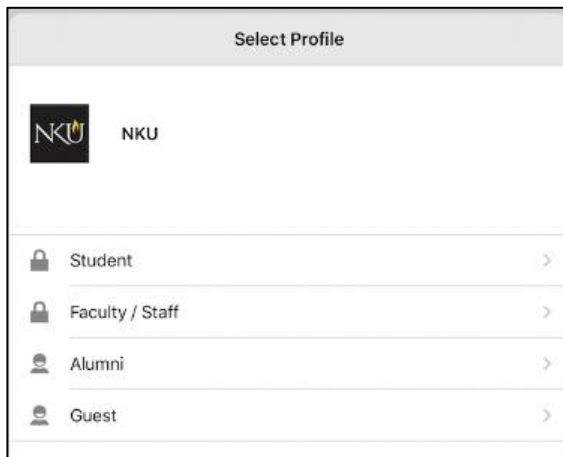 Select Profile
NKU NKU
Student
Faculty / Staff
Alumni
Guest